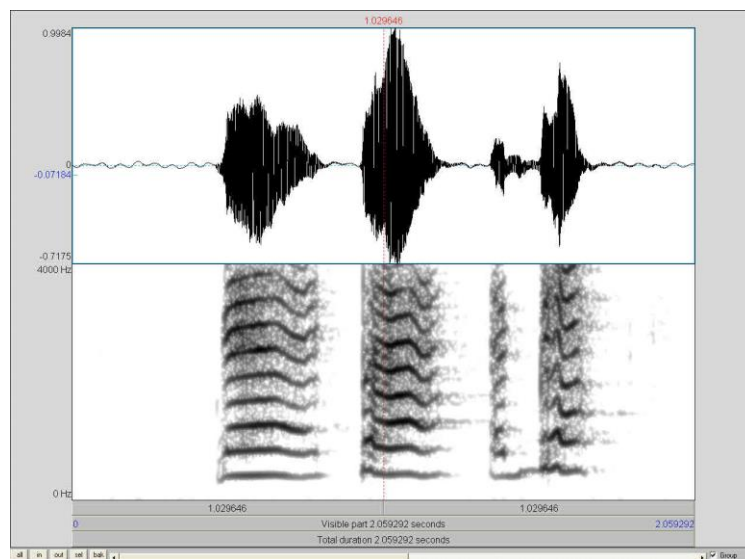 1.029646
0.9984
0
-0.07184
-0.7175
4000 Hz
0 Hz
1.029646 1.029646
0 Visible part 2.059292 seconds 2.059292
Total duration 2.059292 seconds
all in out sel bak Group